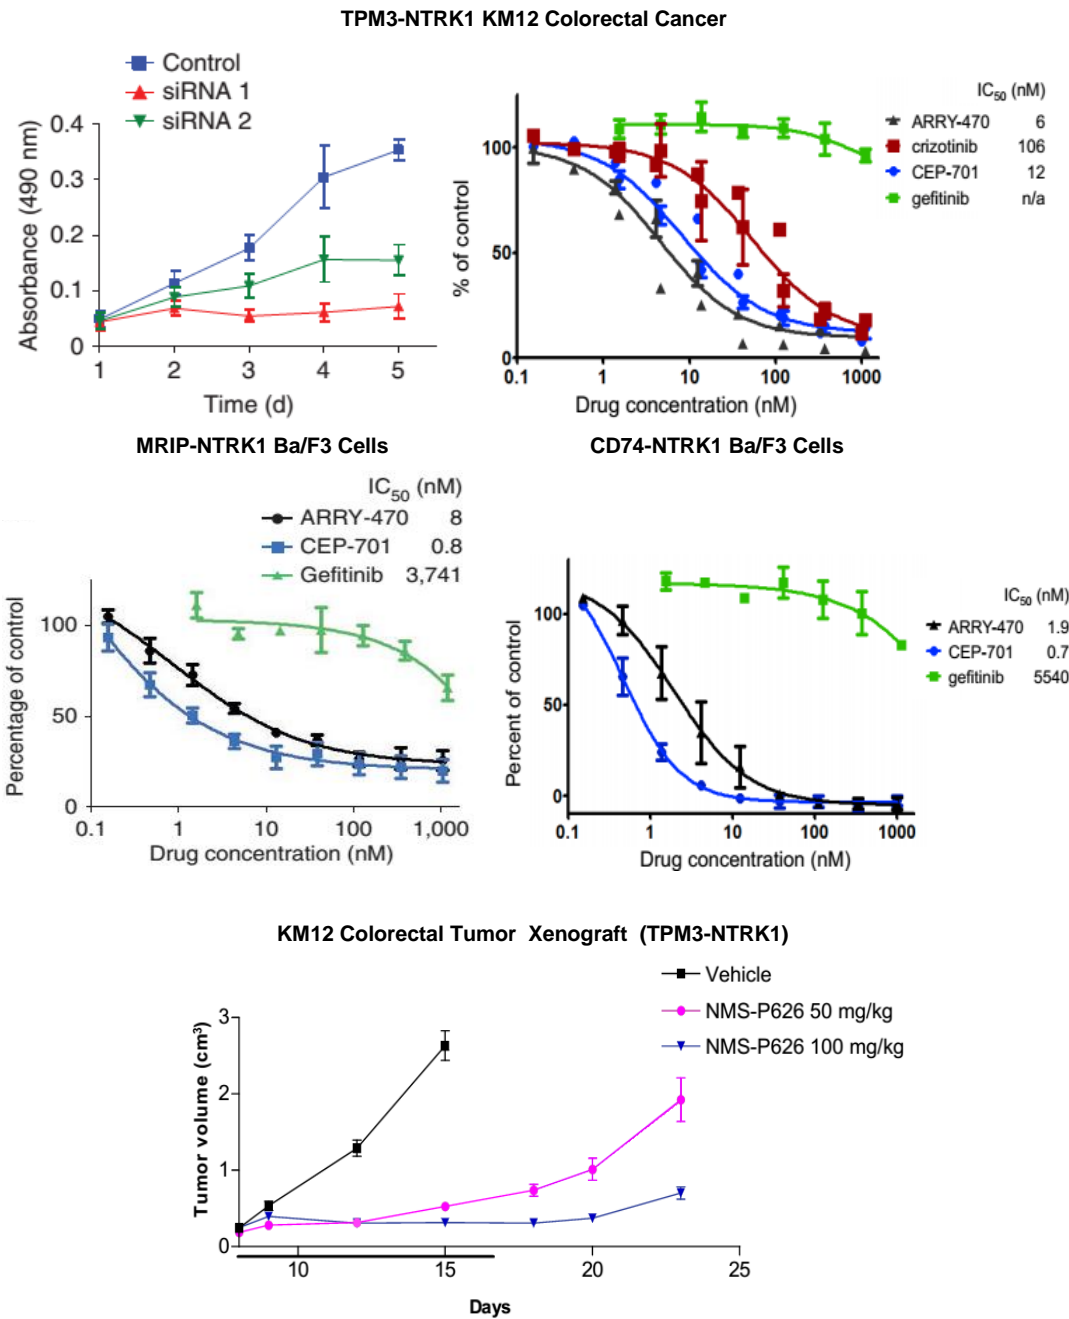 TPM3-NTRK1 KM12 Colorectal Cancer
Control
siRNA 1
siRNA 2
0.4
0.3
0.2
0.1
0
Absorbance (490 nm)
1 2 3 4 5
Time (d)
IC50 (nM)
ARRY-470 6
crizotinib 106
CEP-701 12
gefitinib n/a
100
50
0
% of control
0.1 1 10 100 1000
Drug concentration (nM)
MRIP-NTRK1 Ba/F3 Cells
IC50 (nM)
ARRY-470 8
CEP-701 0.8
Gefitinib 3,741
100
50
0
Percentage of control
0.1 1 10 100 1,000
Drug concentration (nM)
CD74-NTRK1 Ba/F3 Cells
IC50 (nM)
ARRY-470 1.9
CEP-701 0.7
gefitinib 5540
100
50
0
Percent of control
0.1 1 10 100 1000
Drug concentration (nM)
KM12 Colorectal Tumor Xenograft (TPM3-NTRK1)
Vehicle
NMS-P626 50 mg/kg
NMS-P626 100 mg/kg
3
2
1
0
Tumor volume (cm3)
10 15 20 25
Days